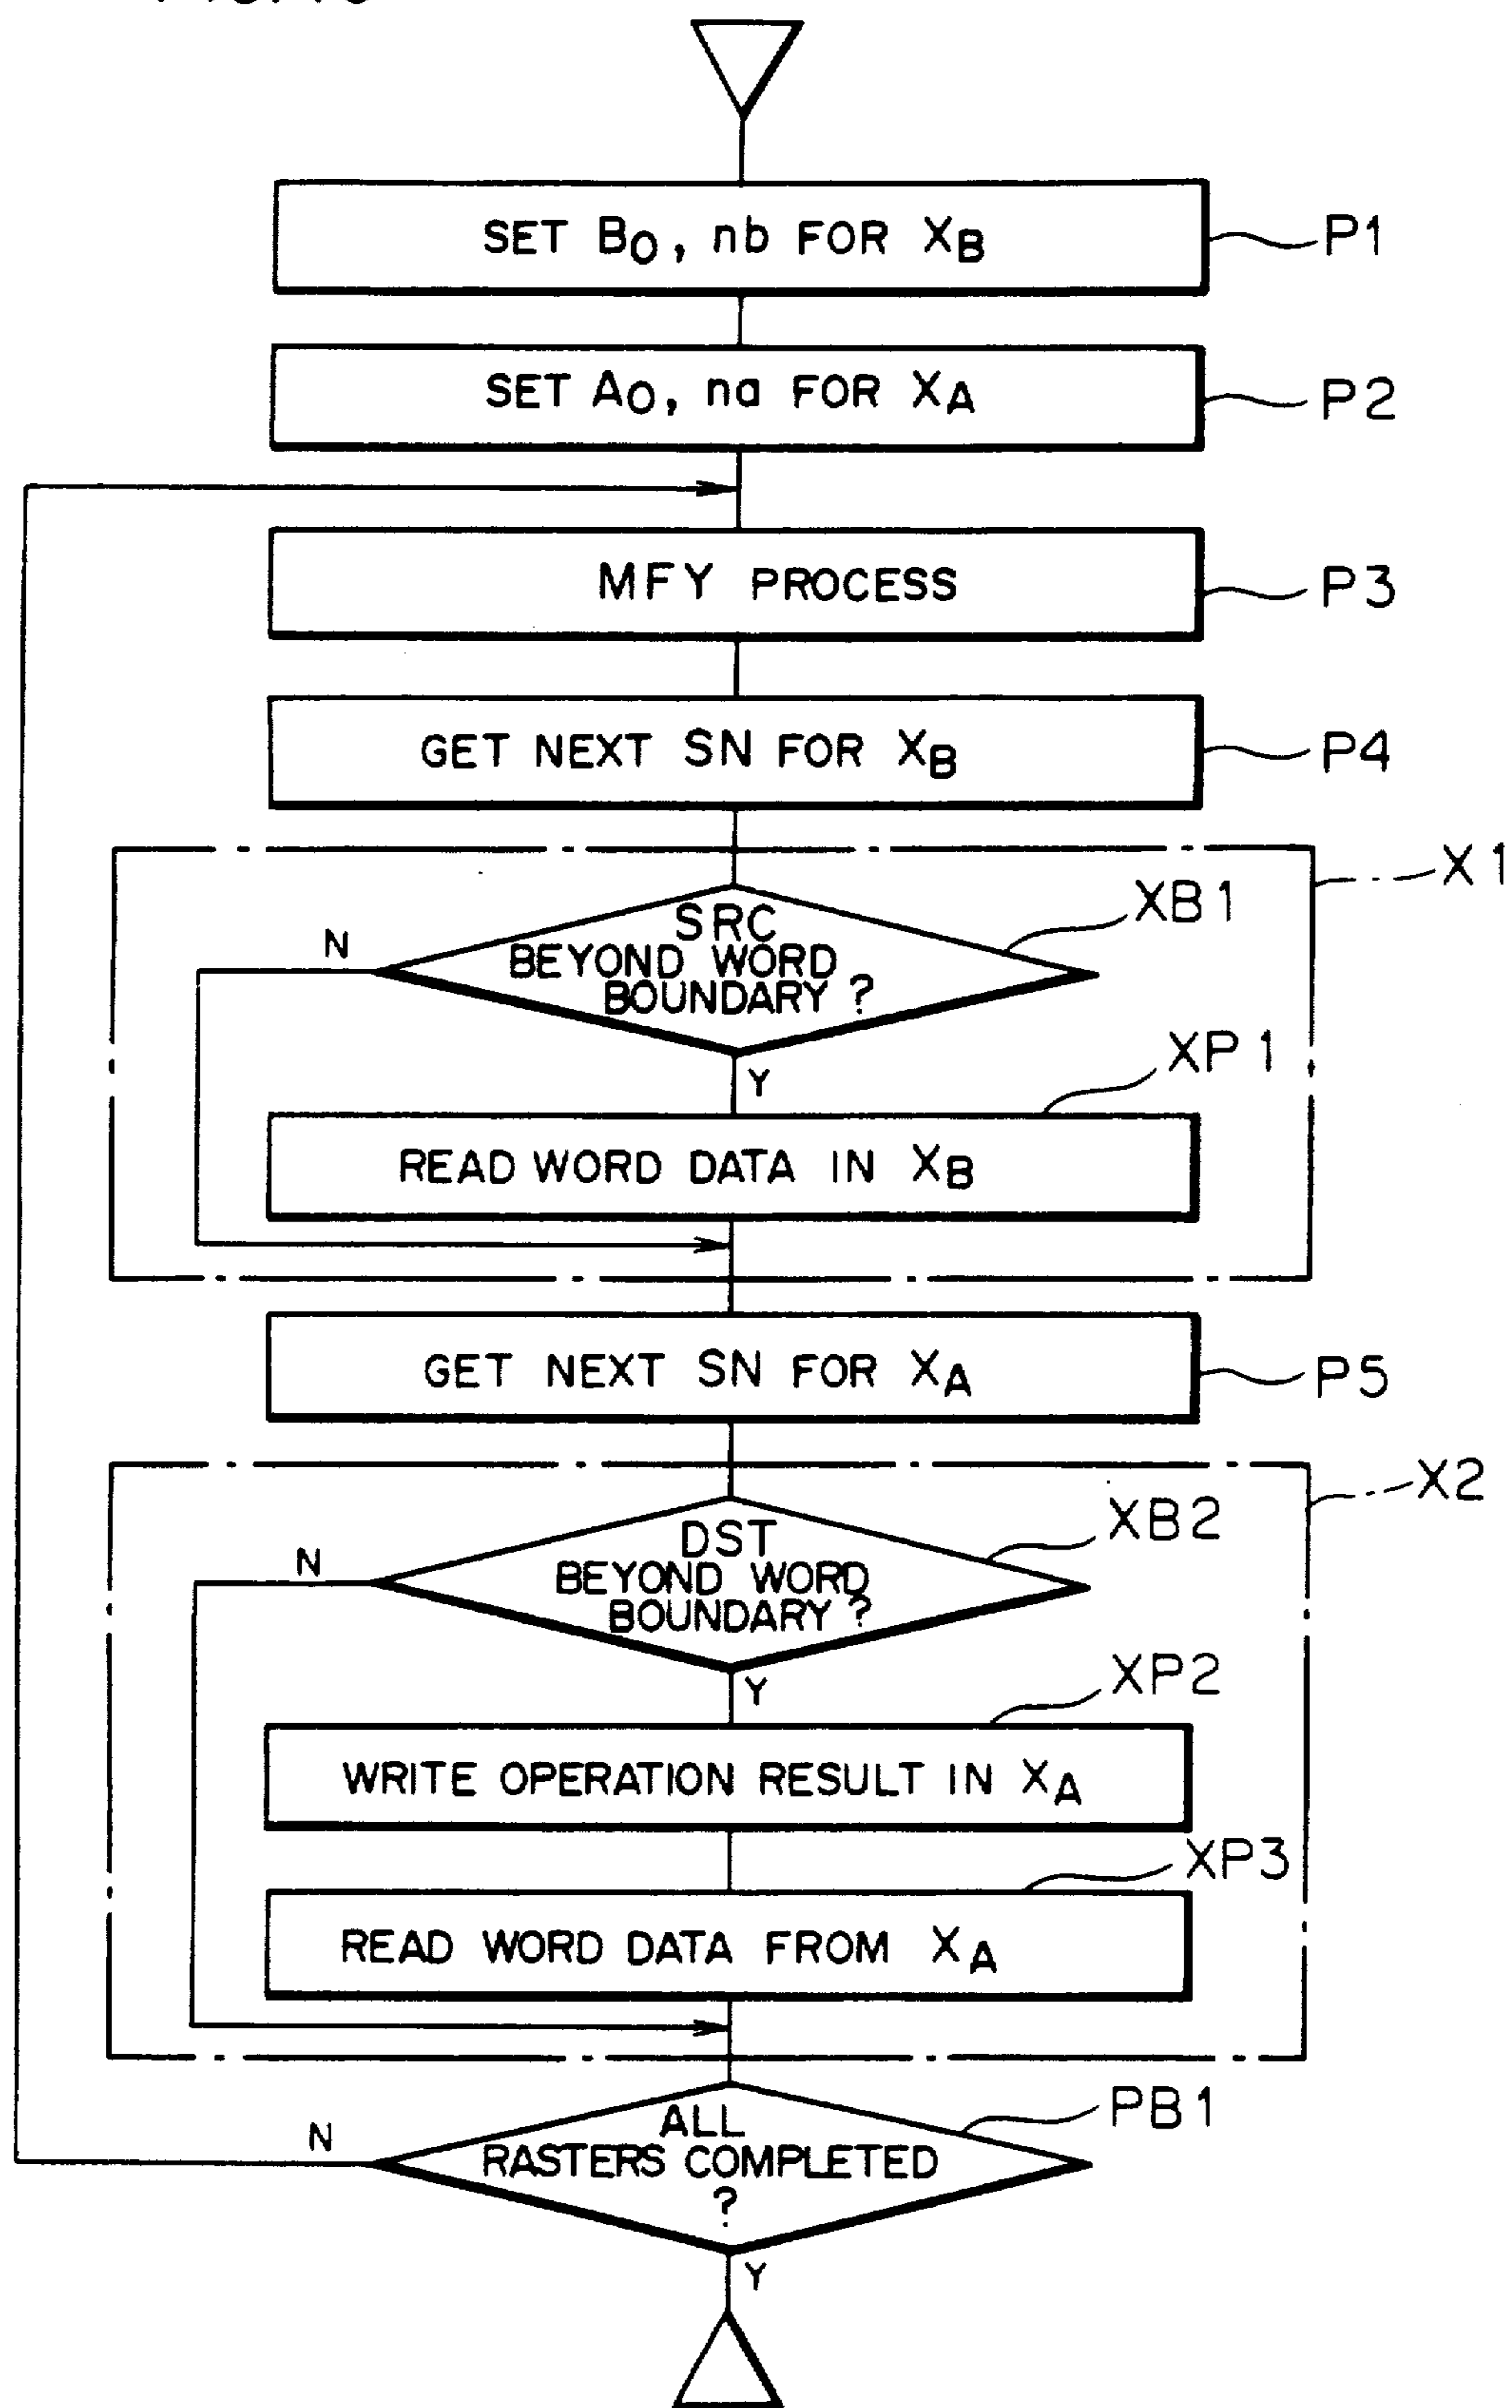 SET B0, nb FOR XB
P1
SET A0, na FOR XA
P2
MFY PROCESS
P3
GET NEXT SN FOR XB
P4
X1
XB1
SRC
BEYOND WORD
BOUNDARY ?
N
Y
XP1
READ WORD DATA IN XB
GET NEXT SN FOR XA
P5
X2
XB2
DST
BEYOND WORD
BOUNDARY ?
N
Y
XP2
WRITE OPERATION RESULT IN XA
XP3
READ WORD DATA FROM XA
PB1
ALL
RASTERS COMPLETED
?
N
Y